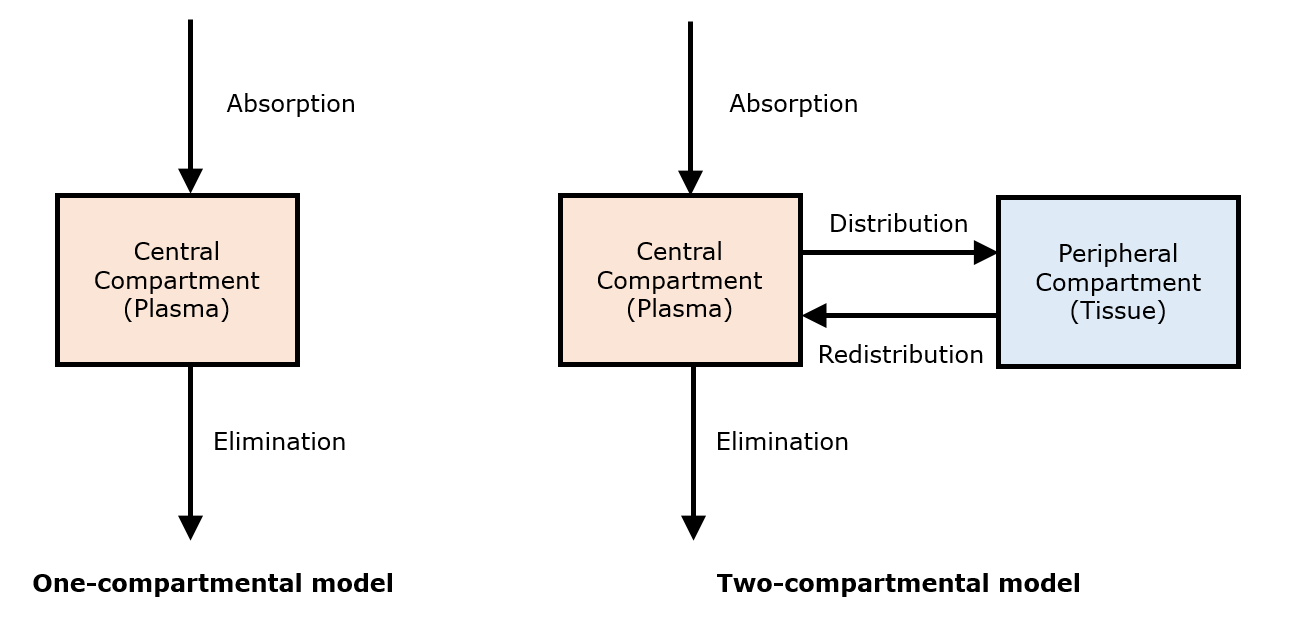 Absorption
Central
Compartment
(Plasma)
Elimination
One-compartmental model
Absorption
Central
Compartment
(Plasma)
Distribution
Redistribution
Peripheral
Compartment
(Tissue)
Elimination
Two-compartmental model